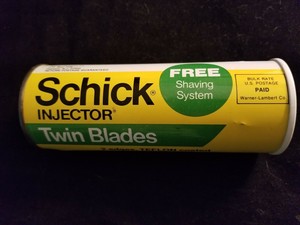 FREE
Shaving
System
BULK RATE
U.S. POSTAGE
PAID
Warner-Lambert Co
Schick®
INJECTOR®
Twin Blades